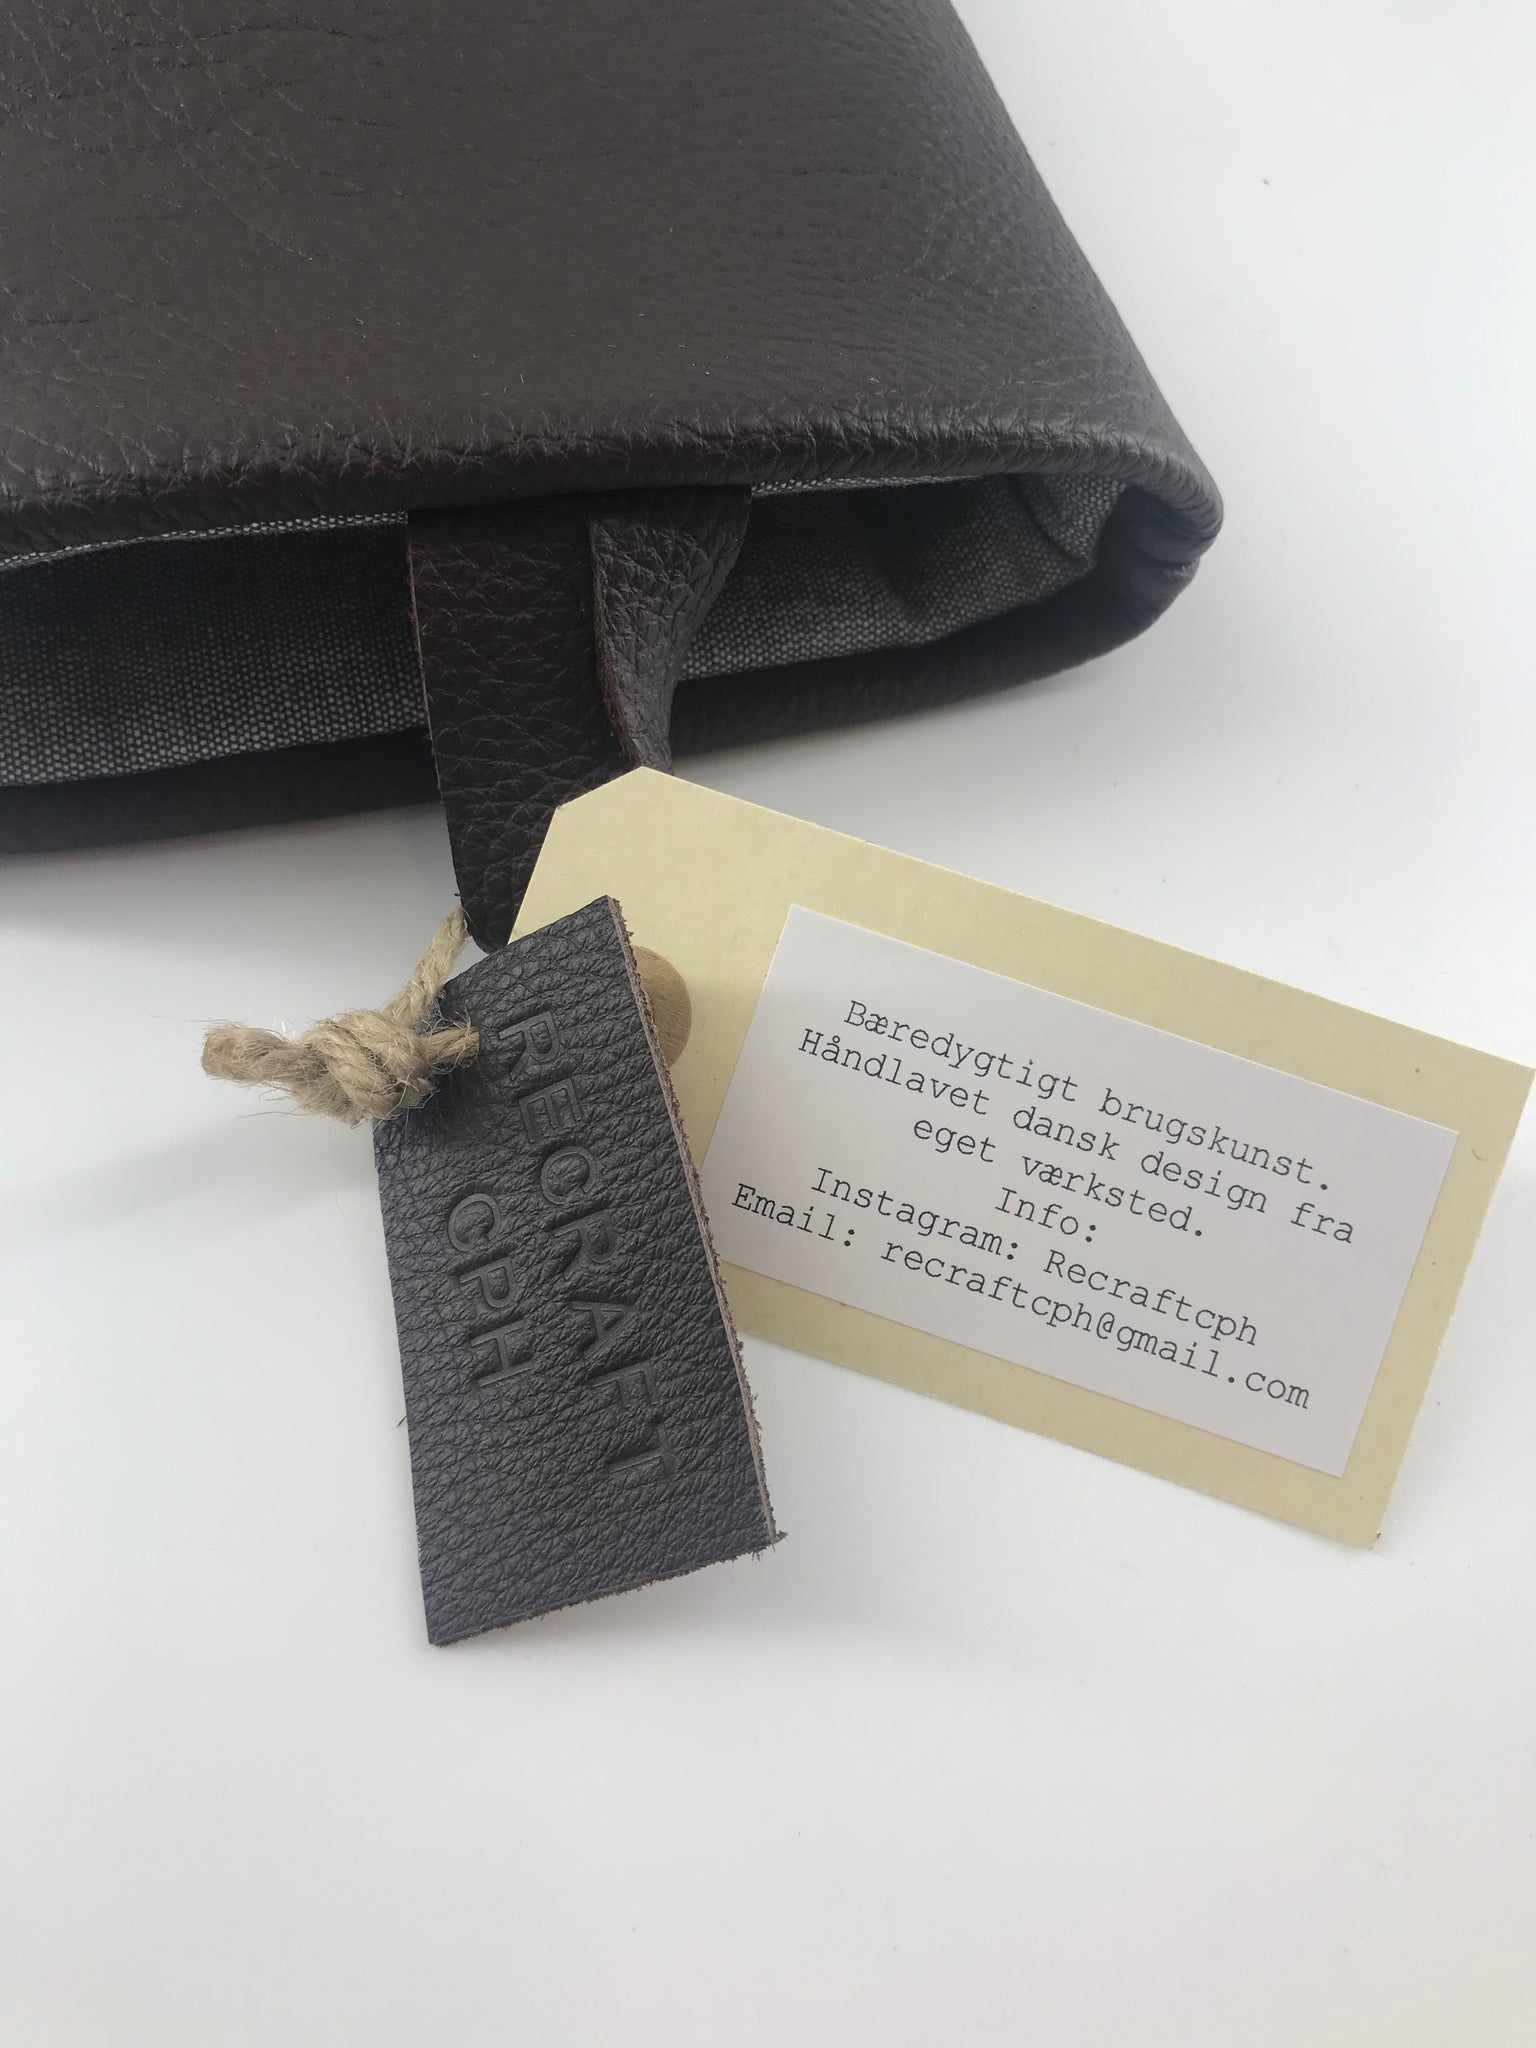 RECRAFT
CPH
Bæredygtigt brugskunst.
Håndlavet dansk design fra
eget værksted.
Info:
Instagram: Recraftcph
Email: recraftcph@gmail.com